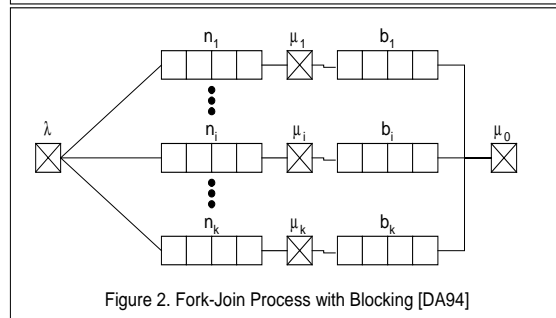 n₁ μ₁ b₁
λ nᵢ μᵢ bᵢ μ₀
nₖ μₖ bₖ
Figure 2. Fork-Join Process with Blocking [DA94]